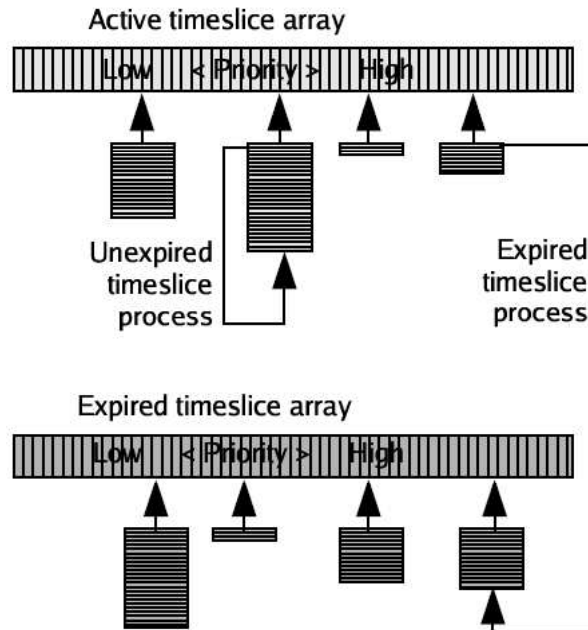 Active timeslice array
Low < Priority > High
Unexpired
timeslice
process
Expired
timeslice
process
Expired timeslice array
Low < Priority > High